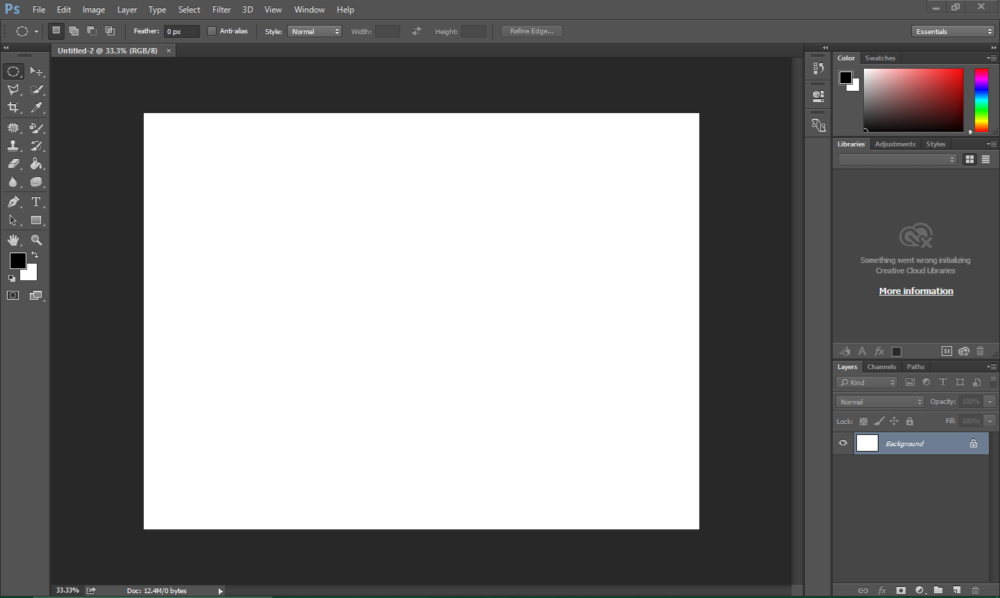 Ps File Edit Image Layer Type Select Filter 3D View Window Help
Feather: 0 px Anti-alias Style: Normal Width: Height: Refine Edge... Essentials
Untitled-2 @ 33.3% (RGB/8) ×
Color Swatches
Libraries Adjustments Styles
Something went wrong initializing
Creative Cloud Libraries
More information
A fx St
Layers Channels Paths
Kind T
Normal Opacity: 100%
Lock: Fill: 100%
Background
T
33.33% Doc: 12.4M/0 bytes
fx